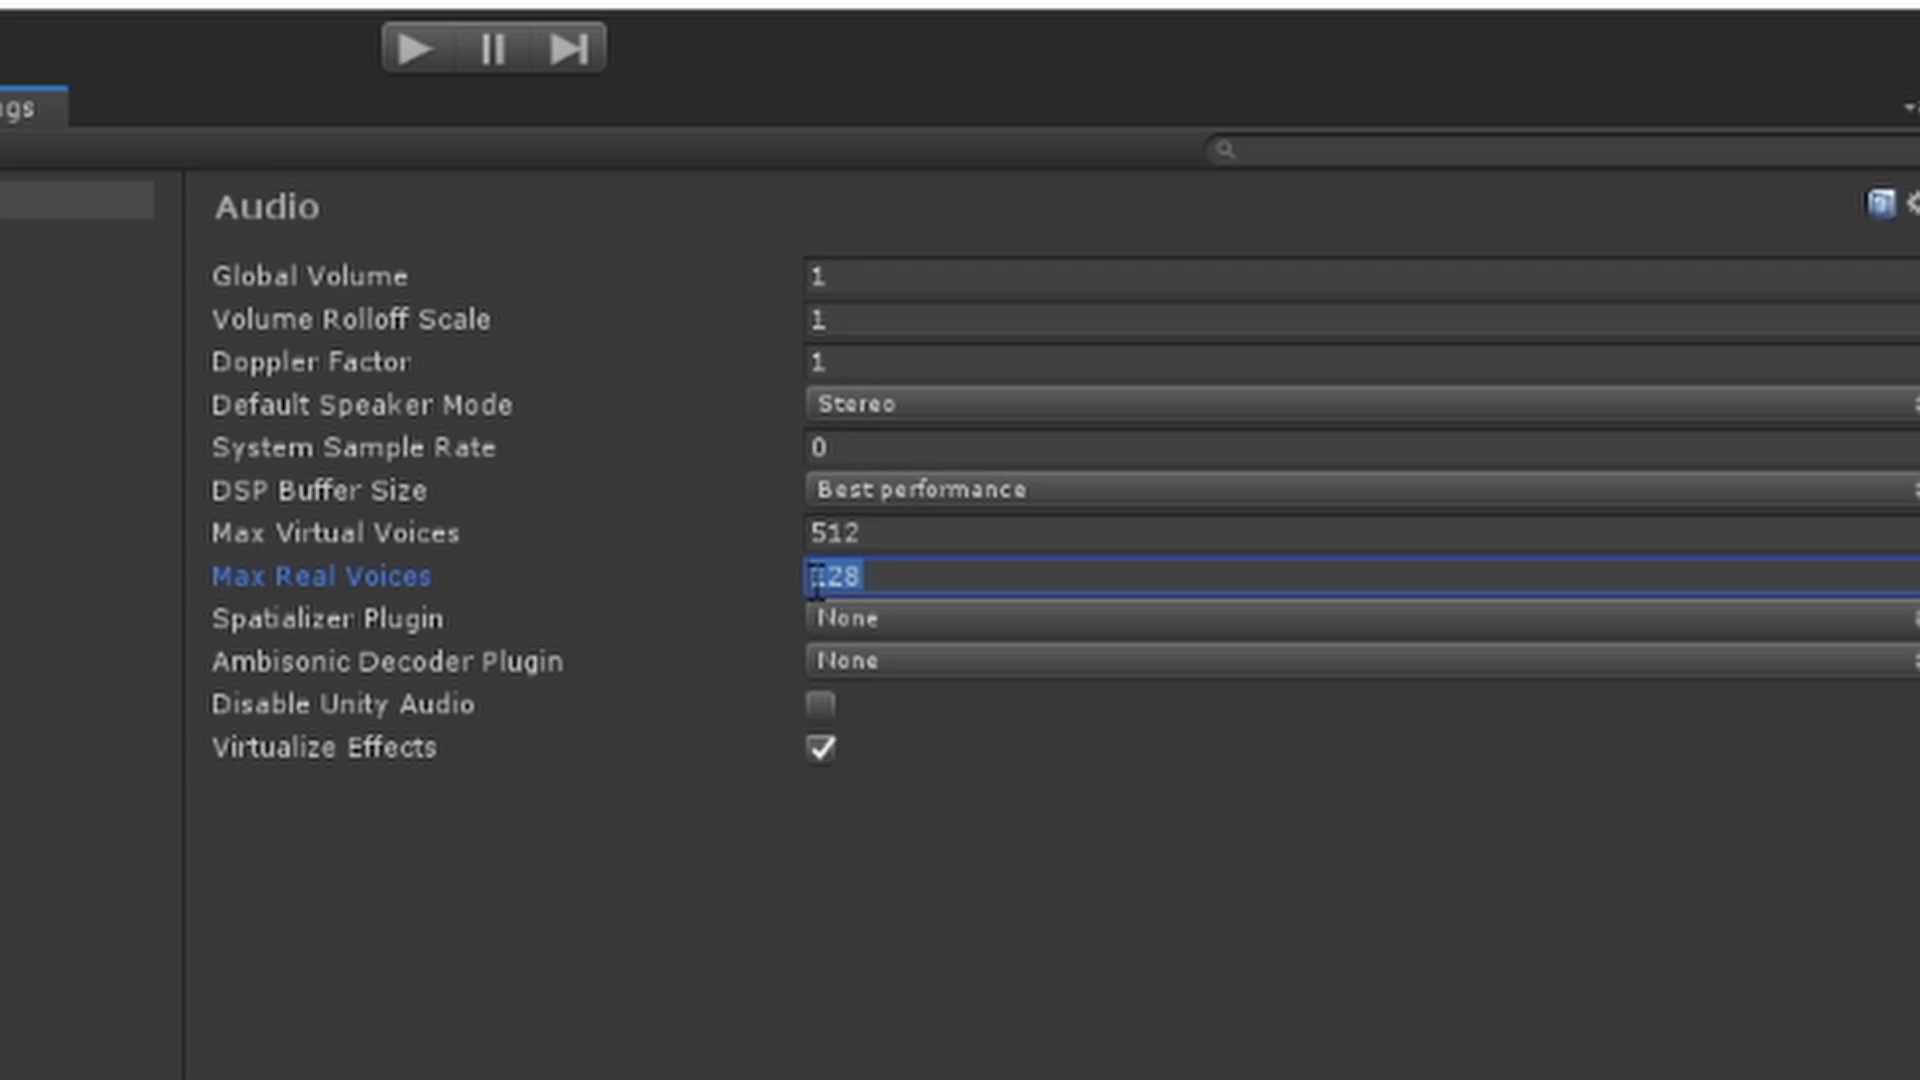 ngs
Audio
Global Volume 1
Volume Rolloff Scale 1
Doppler Factor 1
Default Speaker Mode Stereo
System Sample Rate 0
DSP Buffer Size Best performance
Max Virtual Voices 512
Max Real Voices 128
Spatializer Plugin None
Ambisonic Decoder Plugin None
Disable Unity Audio
Virtualize Effects